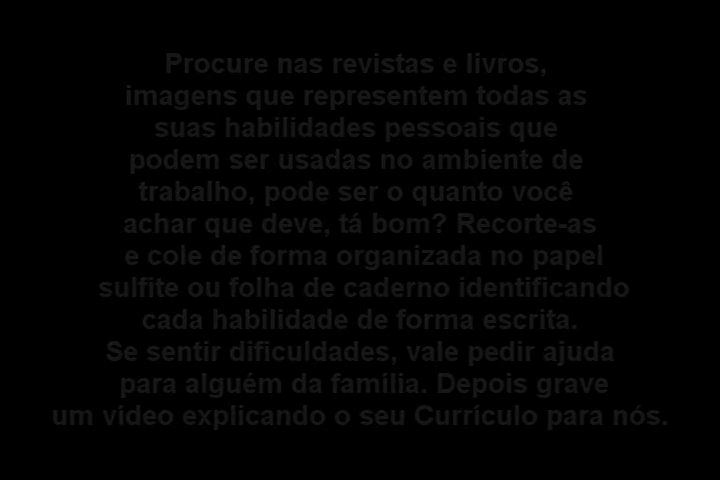 Procure nas revistas e livros,
imagens que representem todas as
suas habilidades pessoais que
podem ser usadas no ambiente de
trabalho, pode ser o quanto você
achar que deve, tá bom? Recorte-as
e cole de forma organizada no papel
sulfite ou folha de caderno identificando
cada habilidade de forma escrita.
Se sentir dificuldades, vale pedir ajuda
para alguém da família. Depois grave
um vídeo explicando o seu Currículo para nós.